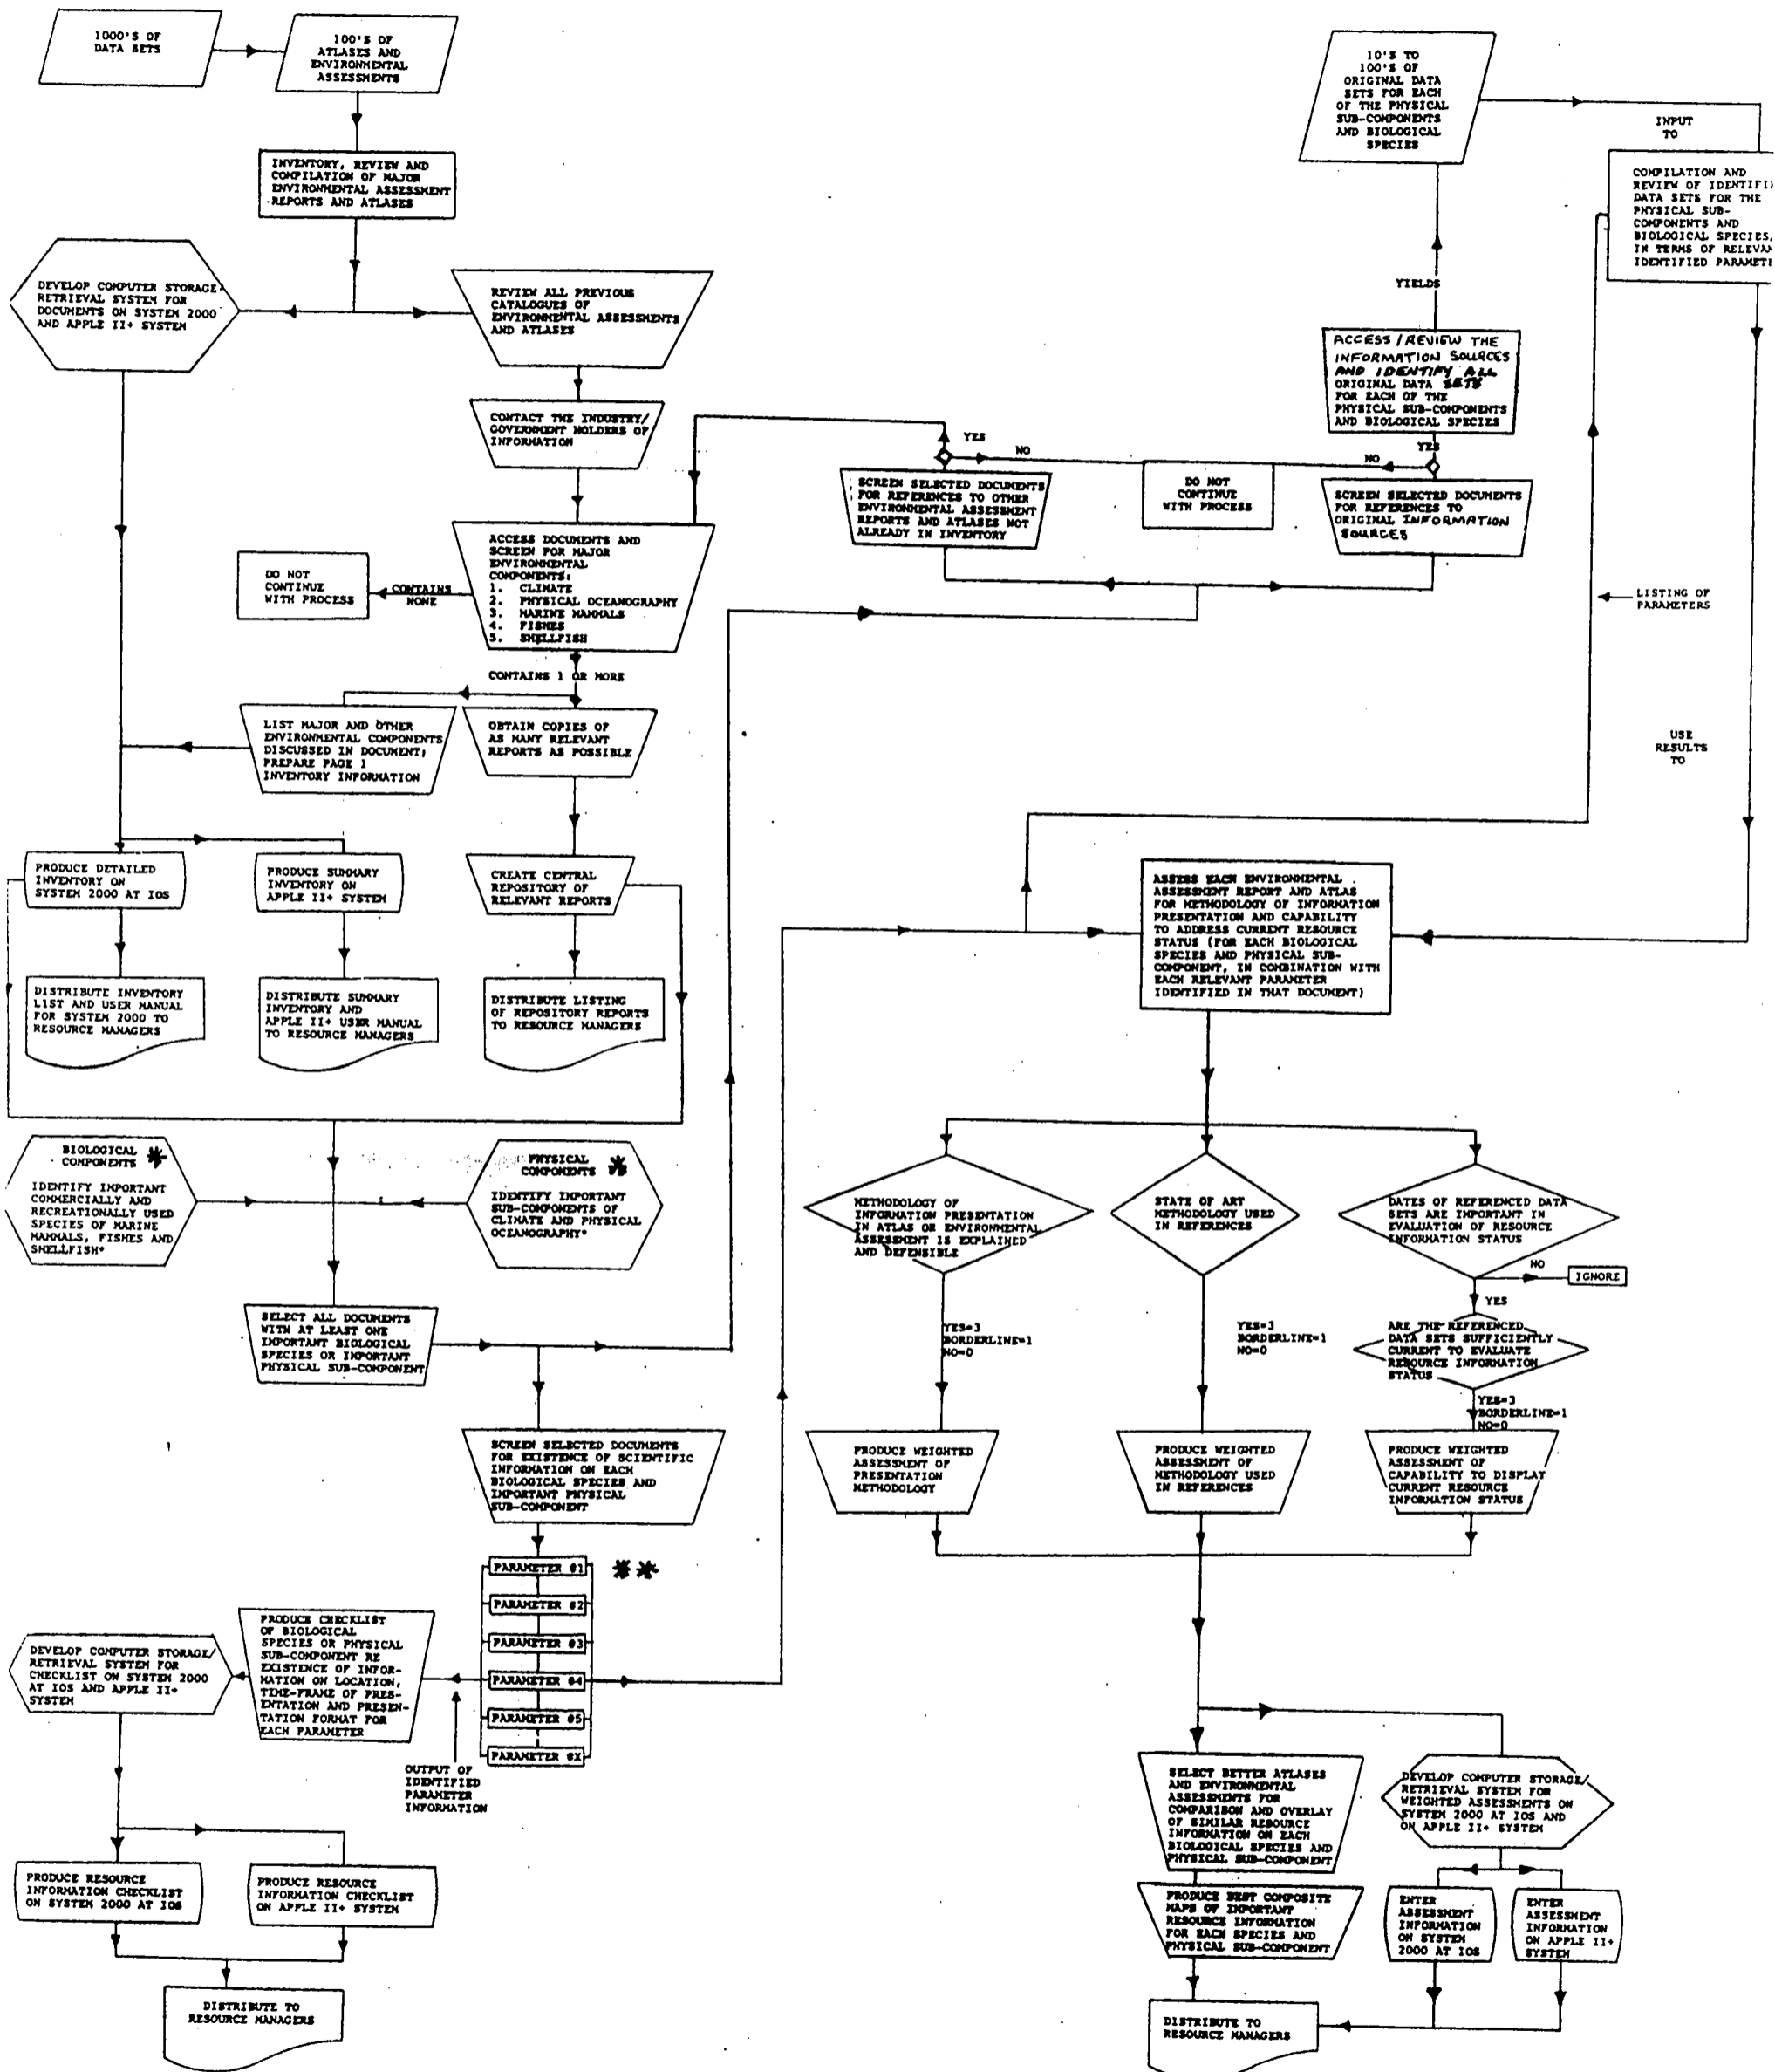 1000'S OF
DATA SETS
100'S OF
ATLASES AND
ENVIRONMENTAL
ASSESSMENTS
INVENTORY, REVIEW AND
COMPILATION OF MAJOR
ENVIRONMENTAL ASSESSMENT
REPORTS AND ATLASES
DEVELOP COMPUTER STORAGE-
RETRIEVAL SYSTEM FOR
DOCUMENTS ON SYSTEM 2000
AND APPLE II+ SYSTEM
REVIEW ALL PREVIOUS
CATALOGUES OF
ENVIRONMENTAL ASSESSMENTS
AND ATLASES
CONTACT THE INDUSTRY/
GOVERNMENT HOLDERS OF
INFORMATION
ACCESS DOCUMENTS AND
SCREEN FOR MAJOR
ENVIRONMENTAL
COMPONENTS:
1. CLIMATE
2. PHYSICAL OCEANOGRAPHY
3. MARINE MAMMALS
4. FISHES
5. SHELLFISH
CONTAINS
NONE
DO NOT
CONTINUE
WITH PROCESS
CONTAINS 1 OR MORE
LIST MAJOR AND OTHER
ENVIRONMENTAL COMPONENTS
DISCUSSED IN DOCUMENT;
PREPARE PAGE 1
INVENTORY INFORMATION
OBTAIN COPIES OF
AS MANY RELEVANT
REPORTS AS POSSIBLE
PRODUCE DETAILED
INVENTORY ON
SYSTEM 2000 AT IOS
PRODUCE SUMMARY
INVENTORY ON
APPLE II+ SYSTEM
CREATE CENTRAL
REPOSITORY OF
RELEVANT REPORTS
DISTRIBUTE INVENTORY
LIST AND USER MANUAL
FOR SYSTEM 2000 TO
RESOURCE MANAGERS
DISTRIBUTE SUMMARY
INVENTORY AND
APPLE II+ USER MANUAL
TO RESOURCE MANAGERS
DISTRIBUTE LISTING
OF REPOSITORY REPORTS
TO RESOURCE MANAGERS
BIOLOGICAL *
COMPONENTS
IDENTIFY IMPORTANT
COMMERCIALLY AND
RECREATIONALLY USED
SPECIES OF MARINE
MAMMALS, FISHES AND
SHELLFISH*
PHYSICAL *
COMPONENTS
IDENTIFY IMPORTANT
SUB-COMPONENTS OF
CLIMATE AND PHYSICAL
OCEANOGRAPHY*
SELECT ALL DOCUMENTS
WITH AT LEAST ONE
IMPORTANT BIOLOGICAL
SPECIES OR IMPORTANT
PHYSICAL SUB-COMPONENT
SCREEN SELECTED DOCUMENTS
FOR EXISTENCE OF SCIENTIFIC
INFORMATION ON EACH
BIOLOGICAL SPECIES AND
IMPORTANT PHYSICAL
SUB-COMPONENT
PARAMETER #1 **
PARAMETER #2
PARAMETER #3
PARAMETER #4
PARAMETER #5
PARAMETER #X
OUTPUT OF
IDENTIFIED
PARAMETER
INFORMATION
PRODUCE CHECKLIST
OF BIOLOGICAL
SPECIES OR PHYSICAL
SUB-COMPONENT RE
EXISTENCE OF INFOR-
MATION ON LOCATION,
TIME-FRAME OF PRES-
ENTATION AND PRESEN-
TATION FORMAT FOR
EACH PARAMETER
DEVELOP COMPUTER STORAGE/
RETRIEVAL SYSTEM FOR
CHECKLIST ON SYSTEM 2000
AT IOS AND APPLE II+
SYSTEM
PRODUCE RESOURCE
INFORMATION CHECKLIST
ON SYSTEM 2000 AT IOS
PRODUCE RESOURCE
INFORMATION CHECKLIST
ON APPLE II+ SYSTEM
DISTRIBUTE TO
RESOURCE MANAGERS
10'S TO
100'S OF
ORIGINAL DATA
SETS FOR EACH
OF THE PHYSICAL
SUB-COMPONENTS
AND BIOLOGICAL
SPECIES
INPUT
TO
COMPILATION AND
REVIEW OF IDENTIFI
DATA SETS FOR THE
PHYSICAL SUB-
COMPONENTS AND
BIOLOGICAL SPECIES,
IN TERMS OF RELEVAN
IDENTIFIED PARAMET
YIELDS
ACCESS/REVIEW THE
INFORMATION SOURCES
AND IDENTIFY ALL
ORIGINAL DATA SETS
FOR EACH OF THE
PHYSICAL SUB-COMPONENTS
AND BIOLOGICAL SPECIES
YES
NO
NO
YES
SCREEN SELECTED DOCUMENTS
FOR REFERENCES TO OTHER
ENVIRONMENTAL ASSESSMENT
REPORTS AND ATLASES NOT
ALREADY IN INVENTORY
DO NOT
CONTINUE
WITH PROCESS
SCREEN SELECTED DOCUMENTS
FOR REFERENCES TO
ORIGINAL INFORMATION
SOURCES
LISTING OF
PARAMETERS
USE
RESULTS
TO
ASSESS EACH ENVIRONMENTAL
ASSESSMENT REPORT AND ATLAS
FOR METHODOLOGY OF INFORMATION
PRESENTATION AND CAPABILITY
TO ADDRESS CURRENT RESOURCE
STATUS (FOR EACH BIOLOGICAL
SPECIES AND PHYSICAL SUB-
COMPONENT, IN COMBINATION WITH
EACH RELEVANT PARAMETER
IDENTIFIED IN THAT DOCUMENT)
METHODOLOGY OF
INFORMATION PRESENTATION
IN ATLAS OR ENVIRONMENTAL
ASSESSMENT IS EXPLAINED
AND DEFENSIBLE
STATE OF ART
METHODOLOGY USED
IN REFERENCES
DATES OF REFERENCED DATA
SETS ARE IMPORTANT IN
EVALUATION OF RESOURCE
INFORMATION STATUS
NO
IGNORE
YES
ARE THE REFERENCED
DATA SETS SUFFICIENTLY
CURRENT TO EVALUATE
RESOURCE INFORMATION
STATUS
YES=3
BORDERLINE=1
NO=0
YES=3
BORDERLINE=1
NO=0
YES=3
BORDERLINE=1
NO=0
PRODUCE WEIGHTED
ASSESSMENT OF
PRESENTATION
METHODOLOGY
PRODUCE WEIGHTED
ASSESSMENT OF
METHODOLOGY USED
IN REFERENCES
PRODUCE WEIGHTED
ASSESSMENT OF
CAPABILITY TO DISPLAY
CURRENT RESOURCE
INFORMATION STATUS
SELECT BETTER ATLASES
AND ENVIRONMENTAL
ASSESSMENTS FOR
COMPARISON AND OVERLAY
OF SIMILAR RESOURCE
INFORMATION ON EACH
BIOLOGICAL SPECIES AND
PHYSICAL SUB-COMPONENT
DEVELOP COMPUTER STORAGE/
RETRIEVAL SYSTEM FOR
WEIGHTED ASSESSMENTS ON
SYSTEM 2000 AT IOS AND
ON APPLE II+ SYSTEM
PRODUCE BEST COMPOSITE
MAPS OF IMPORTANT
RESOURCE INFORMATION
FOR EACH SPECIES AND
PHYSICAL SUB-COMPONENT
ENTER
ASSESSMENT
INFORMATION
ON SYSTEM
2000 AT IOS
ENTER
ASSESSMENT
INFORMATION
ON APPLE II+
SYSTEM
DISTRIBUTE TO
RESOURCE MANAGERS